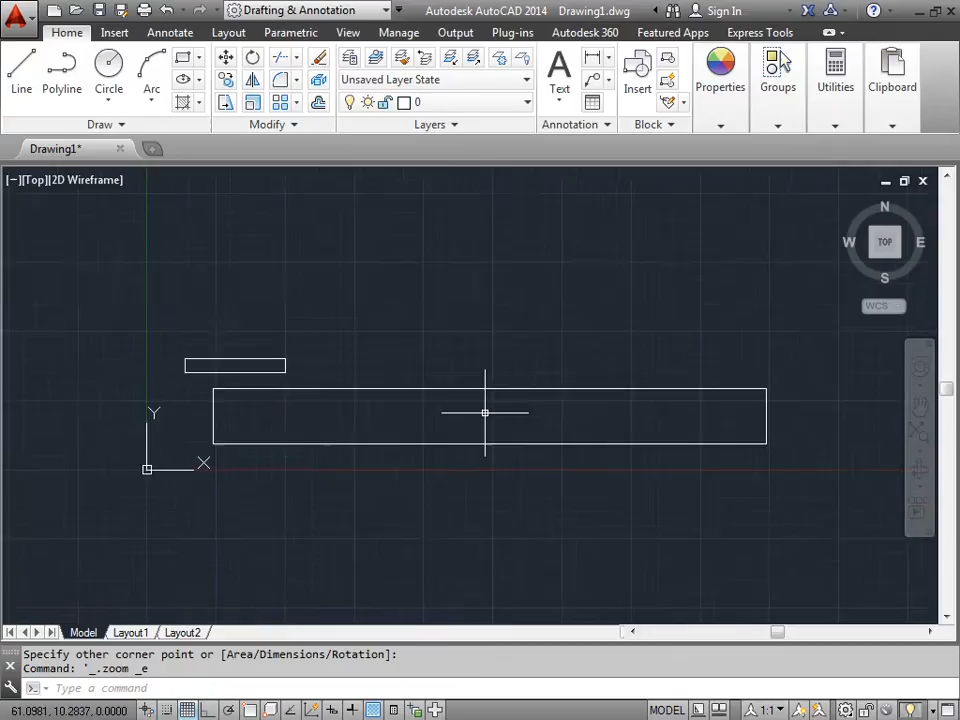 Drafting & Annotation
Autodesk AutoCAD 2014 Drawing1.dwg
Sign In
Home Insert Annotate Layout Parametric View Manage Output Plug-ins Autodesk 360 Featured Apps Express Tools
Unsaved Layer State
0
Line Polyline Circle Arc
Text
Insert
Properties Groups Utilities Clipboard
Draw
Modify
Layers
Annotation
Block
Drawing1*
[−][Top][2D Wireframe]
N
W TOP E
S
WCS
Y
X
Model Layout1 Layout2
Specify other corner point or [Area/Dimensions/Rotation]:
Command: '_.zoom _e
Type a command
61.0981, 10.2837, 0.0000
MODEL
1:1